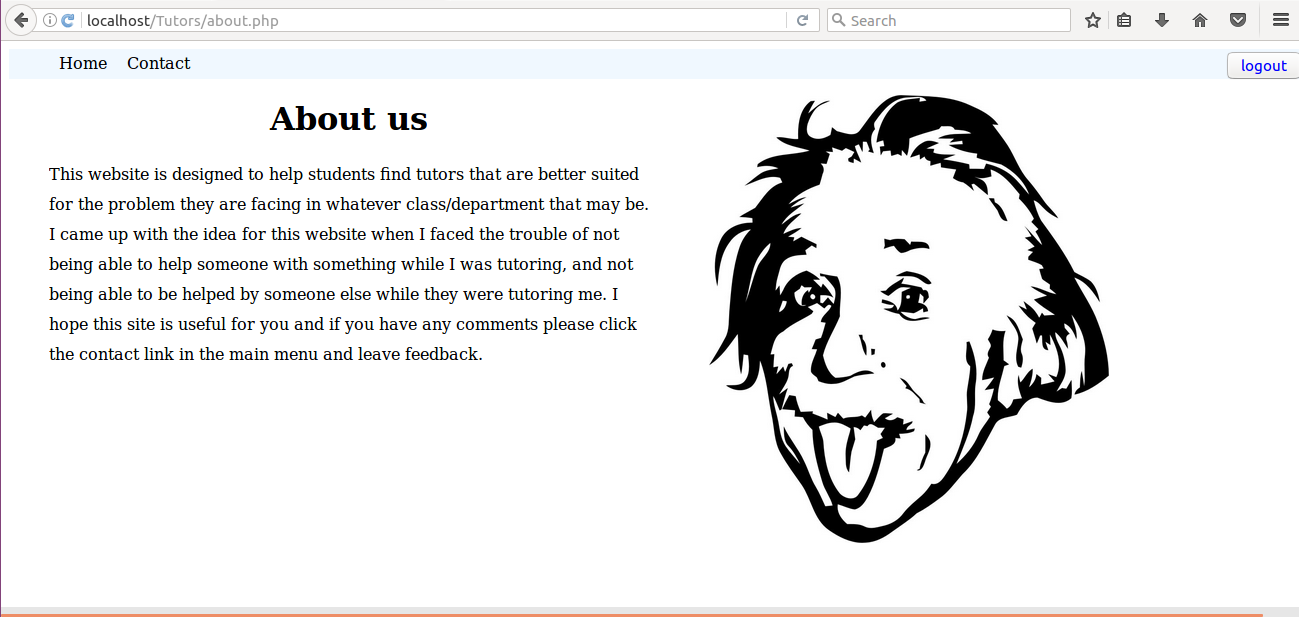 localhost/Tutors/about.php
Search
Home Contact
logout
About us
This website is designed to help students find tutors that are better suited
for the problem they are facing in whatever class/department that may be.
I came up with the idea for this website when I faced the trouble of not
being able to help someone with something while I was tutoring, and not
being able to be helped by someone else while they were tutoring me. I
hope this site is useful for you and if you have any comments please click
the contact link in the main menu and leave feedback.